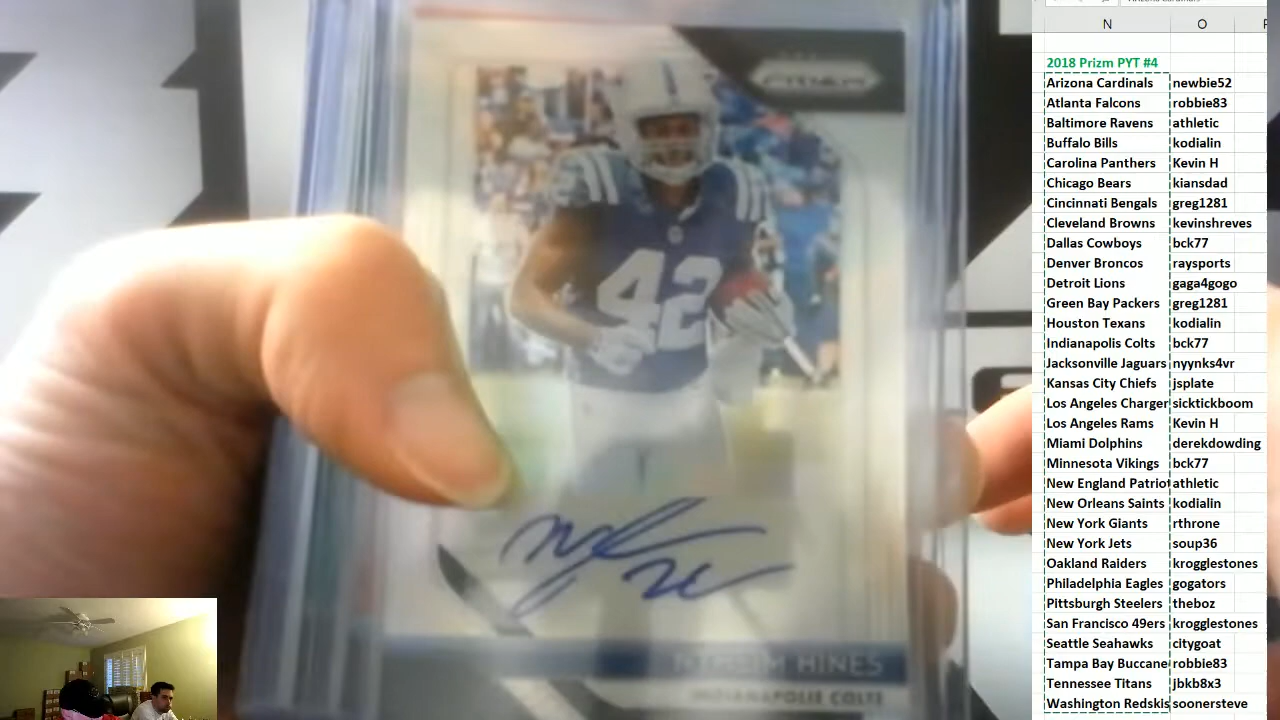 PRIZM
42
HINES
INDIANAPOLIS COLTS
N O
2018 Prizm PYT #4
Arizona Cardinals newbie52
Atlanta Falcons robbie83
Baltimore Ravens athletic
Buffalo Bills kodialin
Carolina Panthers Kevin H
Chicago Bears kiansdad
Cincinnati Bengals greg1281
Cleveland Browns kevinshreves
Dallas Cowboys bck77
Denver Broncos raysports
Detroit Lions gaga4gogo
Green Bay Packers greg1281
Houston Texans kodialin
Indianapolis Colts bck77
Jacksonville Jaguars nyynks4vr
Kansas City Chiefs jsplate
Los Angeles Charger sicktickboom
Los Angeles Rams Kevin H
Miami Dolphins derekdowding
Minnesota Vikings bck77
New England Patriot athletic
New Orleans Saints kodialin
New York Giants rthrone
New York Jets soup36
Oakland Raiders krogglestones
Philadelphia Eagles gogators
Pittsburgh Steelers theboz
San Francisco 49ers krogglestones
Seattle Seahawks citygoat
Tampa Bay Buccane robbie83
Tennessee Titans jbkb8x3
Washington Redskis soonersteve